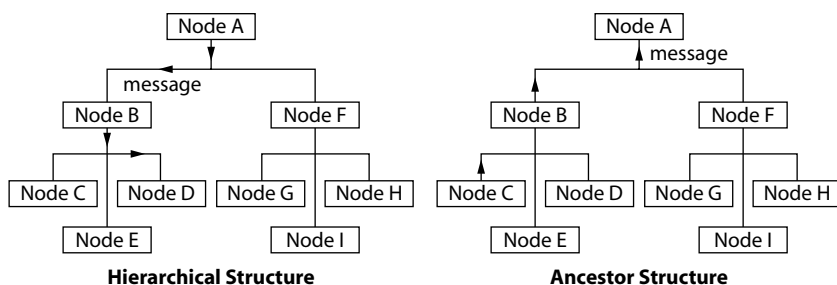 Node A
message
Node B
Node F
Node C
Node D
Node G
Node H
Node E
Node I
Hierarchical Structure
Node A
message
Node B
Node F
Node C
Node D
Node G
Node H
Node E
Node I
Ancestor Structure